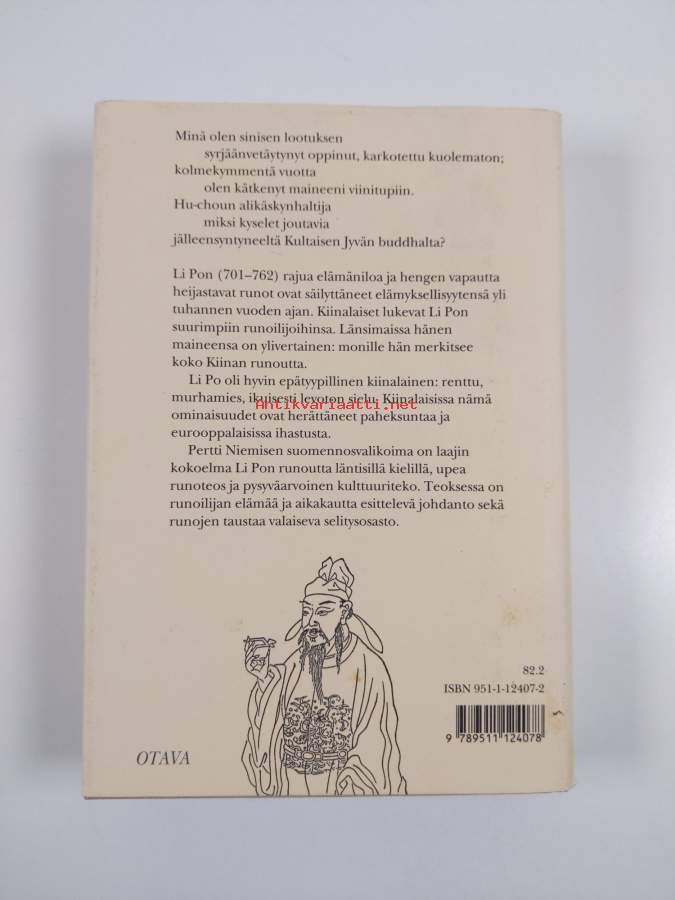 Minä olen sinisen lootuksen
syrjäänvetäytynyt oppinut, karkotettu kuolematon;
kolmekymmentä vuotta
olen kätkenyt maineeni viinitupiin.
Hu-choun alikäskynhaltija
miksi kyselet joutavia
jälleensyntyneeltä Kultaisen Jyvän buddhalta?
Li Pon (701–762) rajua elämäniloa ja hengen vapautta
heijastavat runot ovat säilyttäneet elämyksellisyytensä yli
tuhannen vuoden ajan. Kiinalaiset lukevat Li Pon
suurimpiin runoilijoihinsa. Länsimaissa hänen
maineensa on ylivertainen: monille hän merkitsee
koko Kiinan runoutta.
Li Po oli hyvin epätyypillinen kiinalainen: renttu,
murhamies, ikuisesti levoton sielu. Kiinalaisissa nämä
Antikvariaatti.net
ominaisuudet ovat herättäneet paheksuntaa ja
eurooppalaisissa ihastusta.
Pertti Niemisen suomennosvalikoima on laajin
kokoelma Li Pon runoutta läntisillä kielillä, upea
runoteos ja pysyväarvoinen kulttuuriteko. Teoksessa on
runoilijan elämää ja aikakautta esittelevä johdanto sekä
runojen taustaa valaiseva selitysosasto.
82.2
ISBN 951-1-12407-2
9 789511 124078
OTAVA